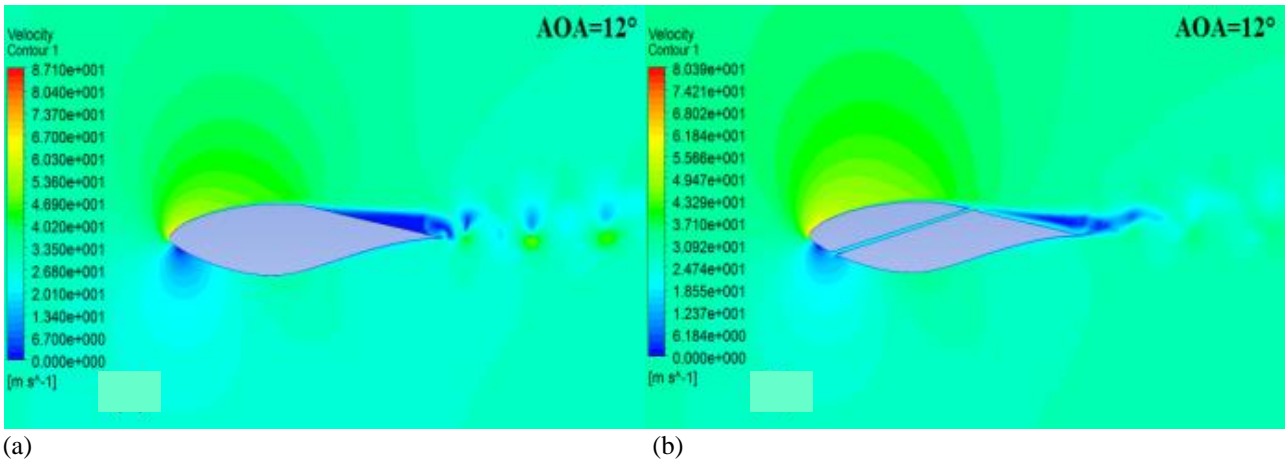 AOA=12°
Velocity
Contour 1
8.710e+001
8.040e+001
7.370e+001
6.700e+001
6.030e+001
5.360e+001
4.690e+001
4.020e+001
3.350e+001
2.680e+001
2.010e+001
1.340e+001
6.700e+000
0.000e+000
[m s^-1]
(a)
AOA=12°
Velocity
Contour 1
8.039e+001
7.421e+001
6.802e+001
6.184e+001
5.566e+001
4.947e+001
4.329e+001
3.710e+001
3.092e+001
2.474e+001
1.855e+001
1.237e+001
6.184e+000
0.000e+000
[m s^-1]
(b)